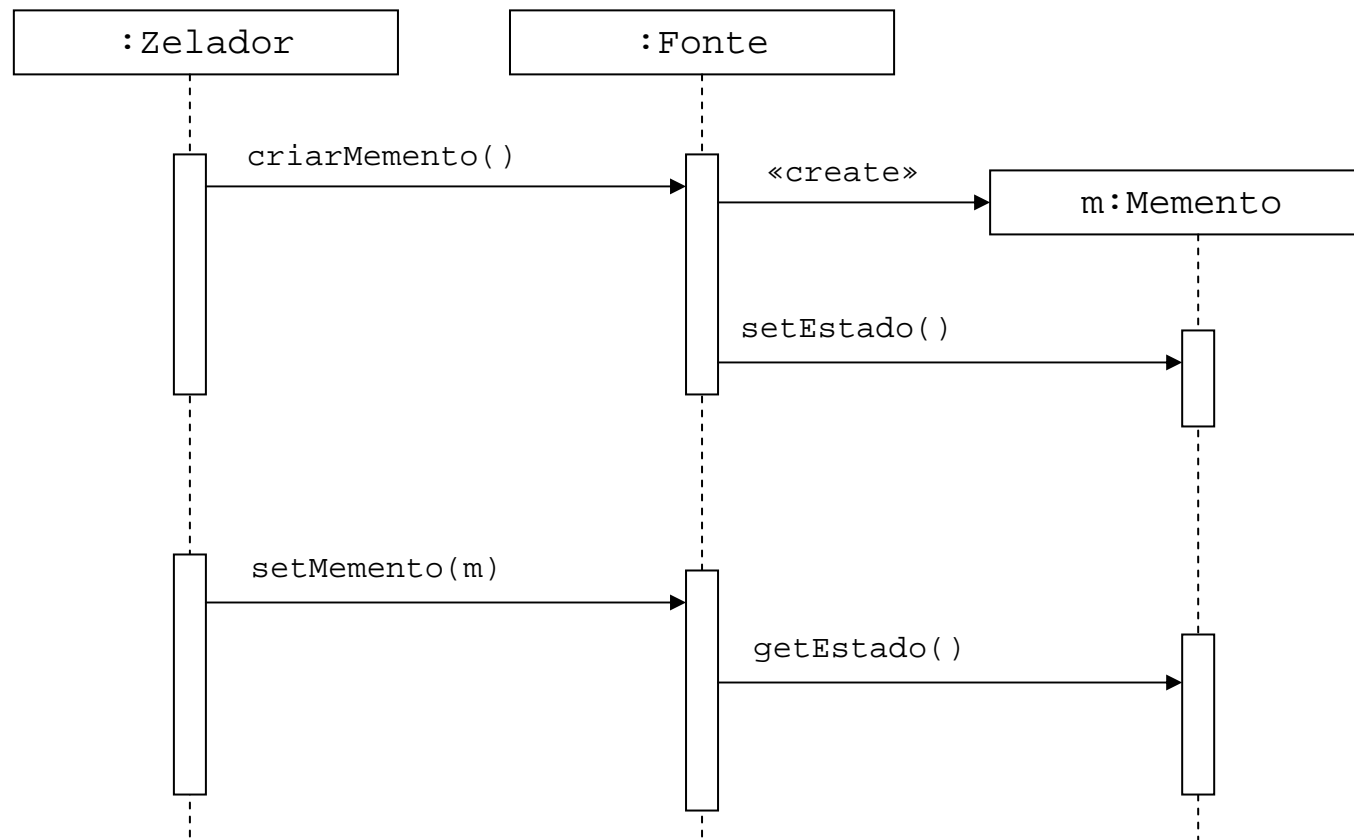 :Zelador
:Fonte
criarMemento()
«create»
m:Memento
setEstado()
setMemento(m)
getEstado()